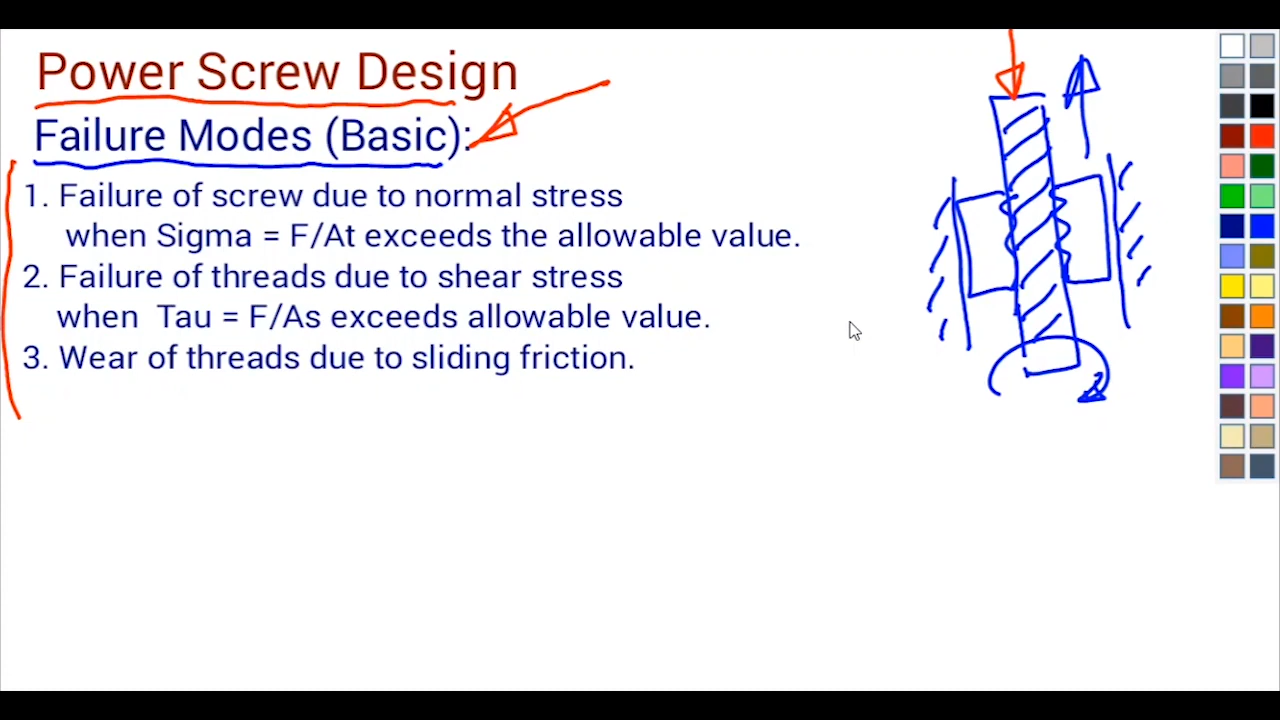 Power Screw Design
Failure Modes (Basic):
1. Failure of screw due to normal stress
when Sigma = F/At exceeds the allowable value.
2. Failure of threads due to shear stress
when Tau = F/As exceeds allowable value.
3. Wear of threads due to sliding friction.